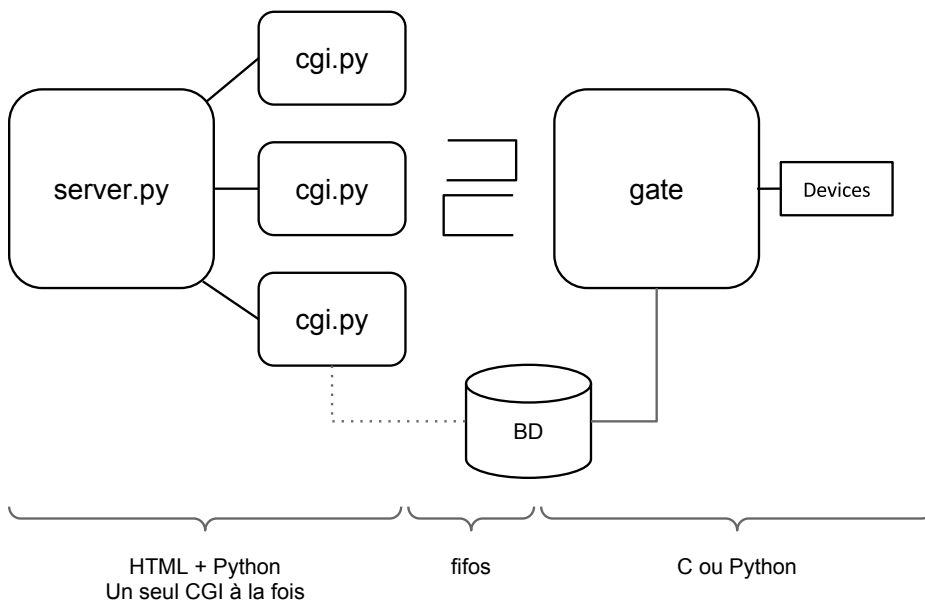 cgi.py
server.py
cgi.py
gate
Devices
cgi.py
BD
HTML + Python
Un seul CGI à la fois
fifos
C ou Python